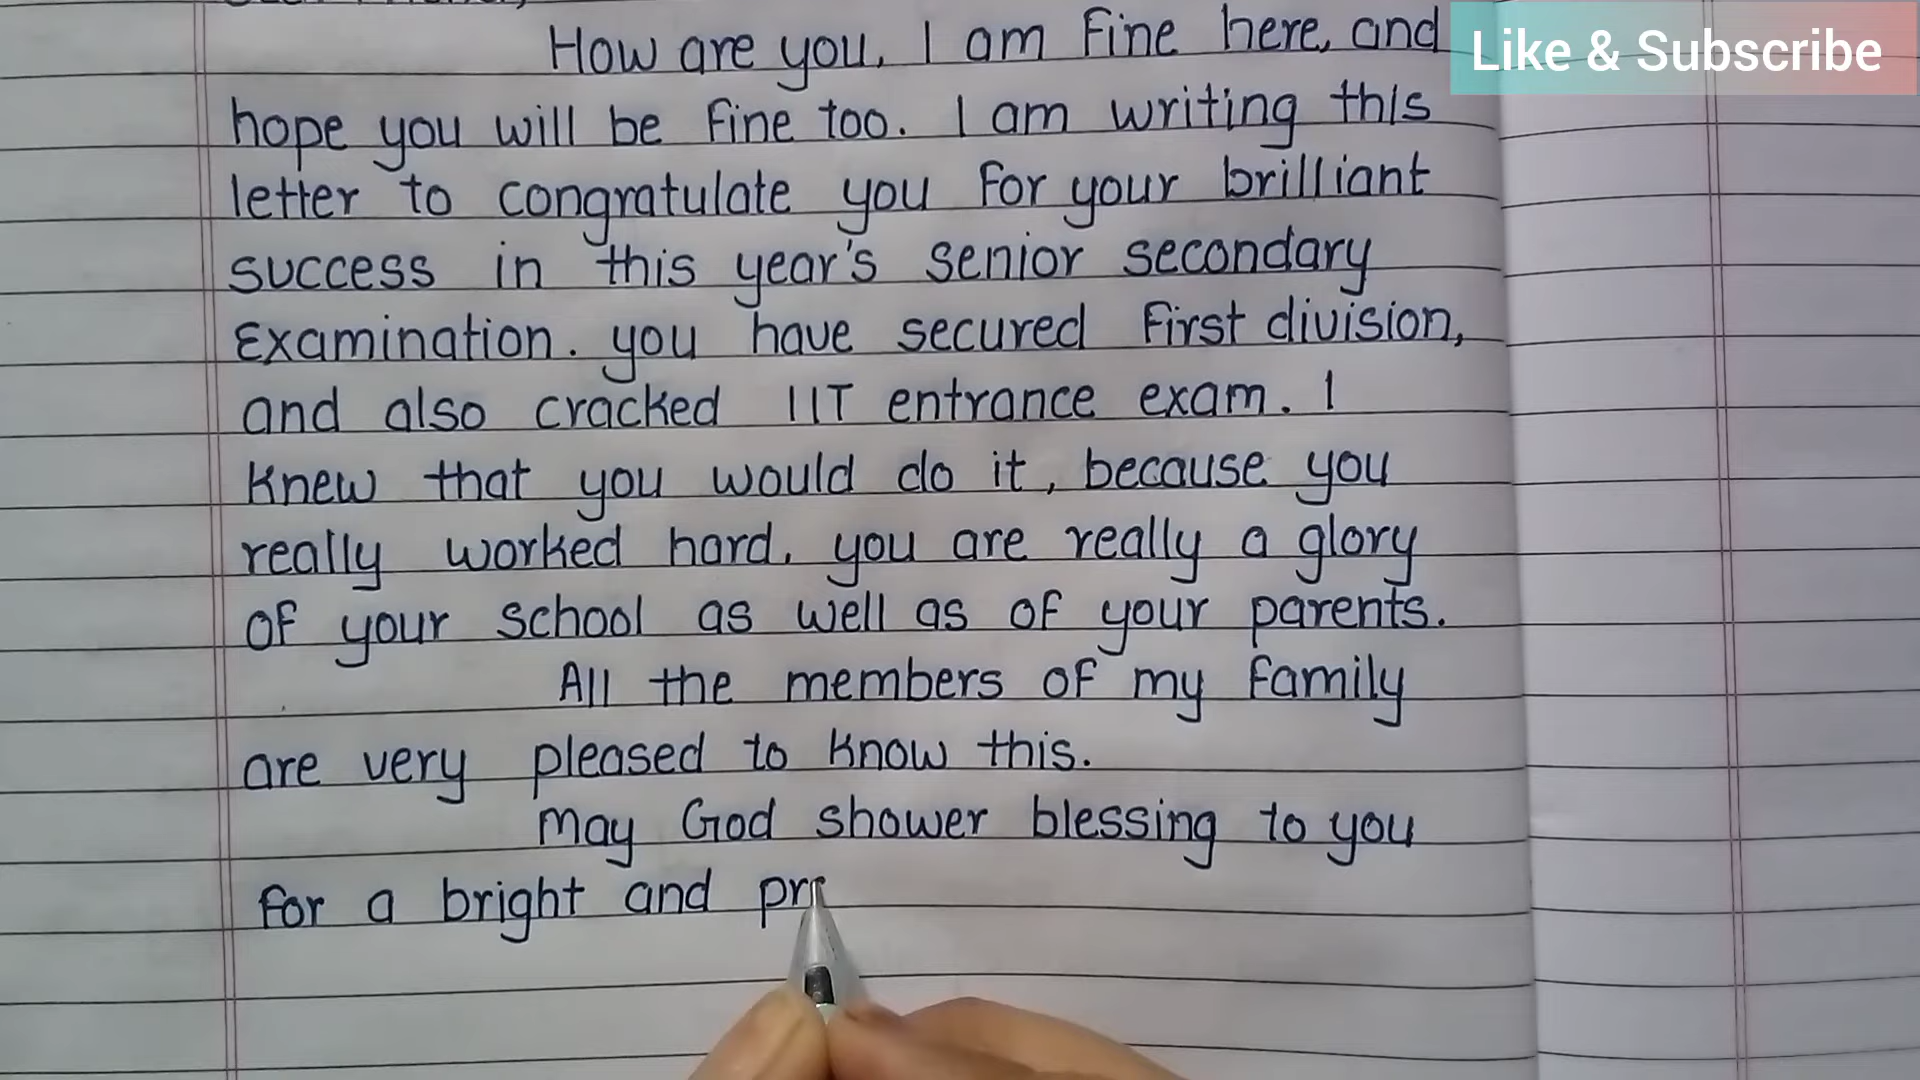 How are you. I am fine here, and
Like & Subscribe
hope you will be fine too. I am writing this
letter to congratulate you for your brilliant
success in this year's senior secondary
Examination. you have secured first division,
and also cracked IIT entrance exam. I
Knew that you would do it, because you
really worked hard. you are really a glory
of your school as well as of your parents.
All the members of my family
are very pleased to know this.
May God shower blessing to you
for a bright and pr